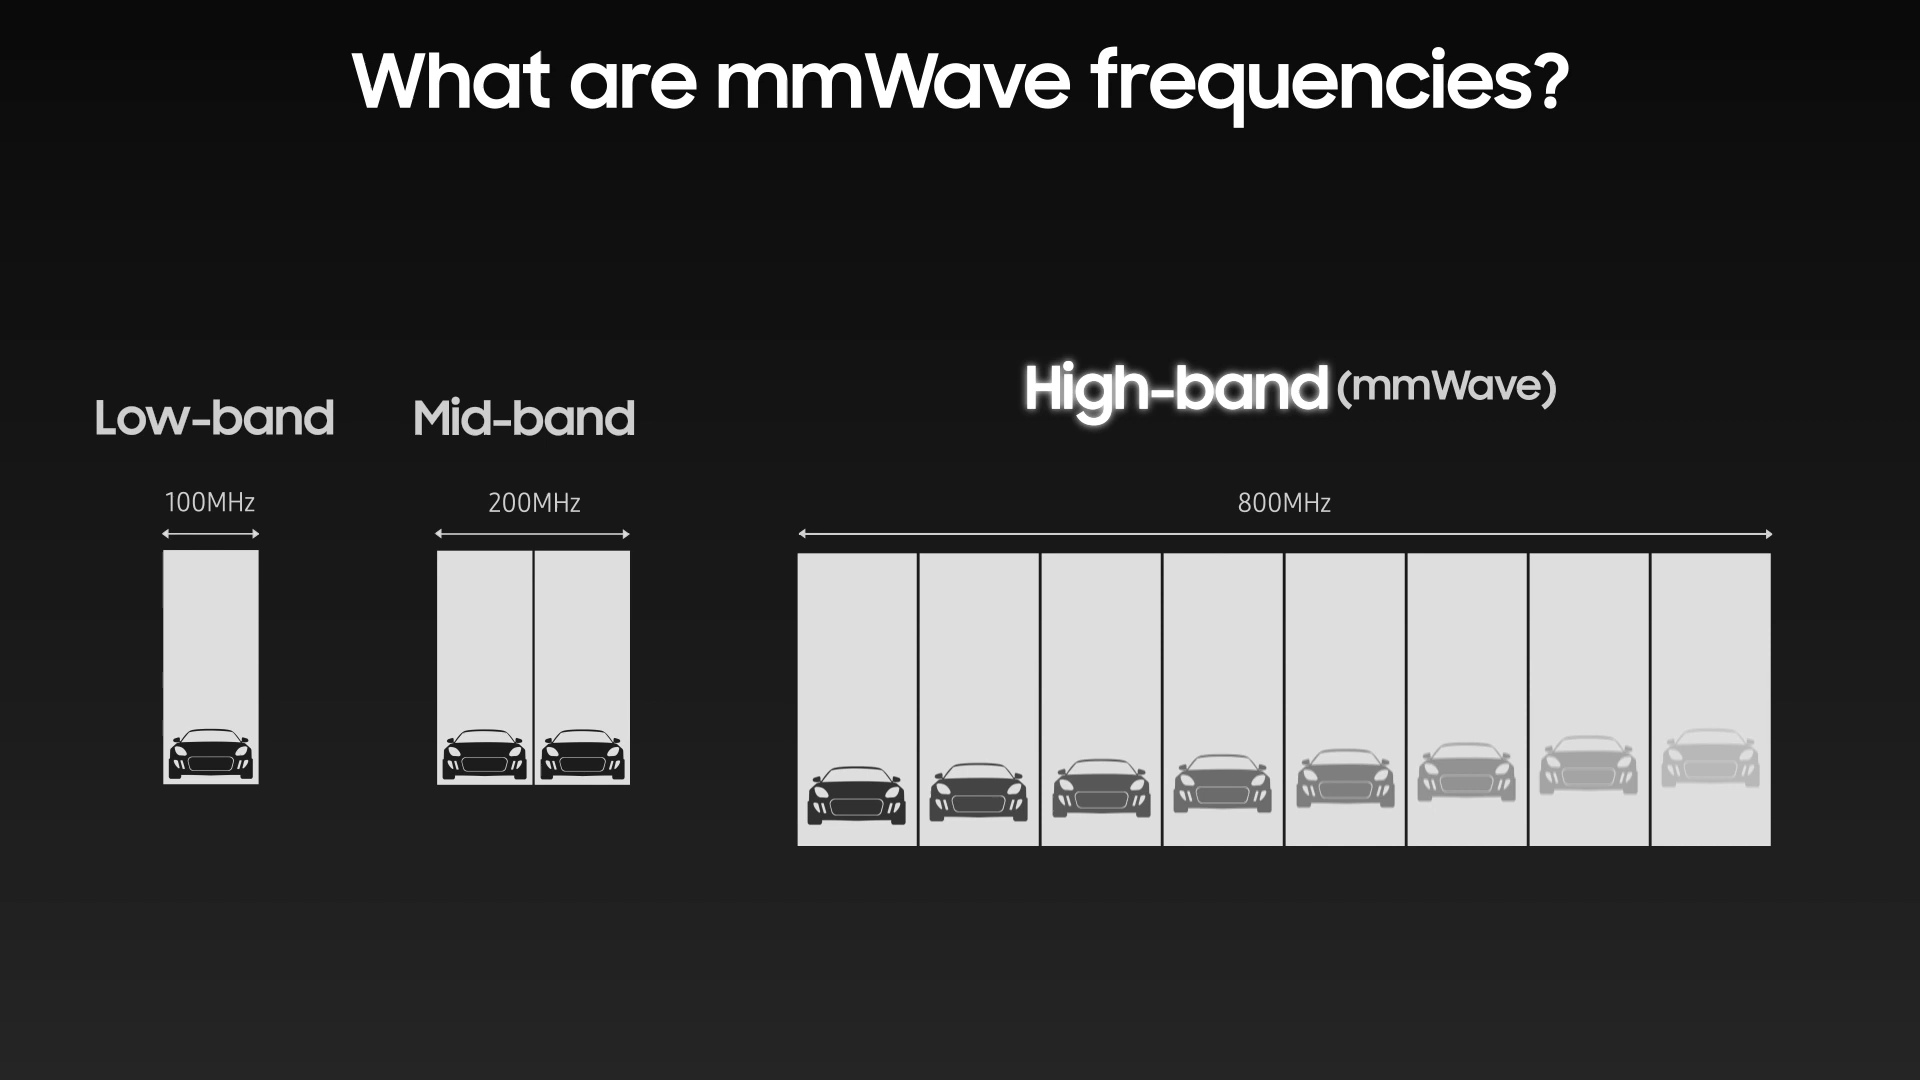 What are mmWave frequencies?
Low-band
Mid-band
High-band (mmWave)
100MHz
200MHz
800MHz